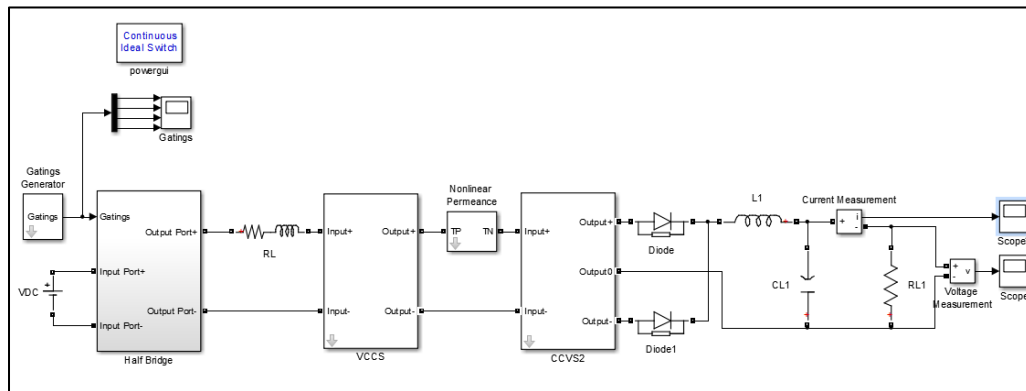 Continuous
Ideal Switch
powergui
Gatings
Gatings
Generator
Gatings
Gatings
Output Port+
Input Port+
VDC
Input Port-
Output Port-
Half Bridge
RL
Input+
Output+
Input-
Output-
VCCS
Nonlinear
Permeance
TP
TN
Input+
Output+
Output0
Input-
Output-
CCVS2
Diode
Diode1
L1
CL1
Current Measurement
+
-
i
RL1
+
-
v
Voltage
Measurement
Scope
Scope